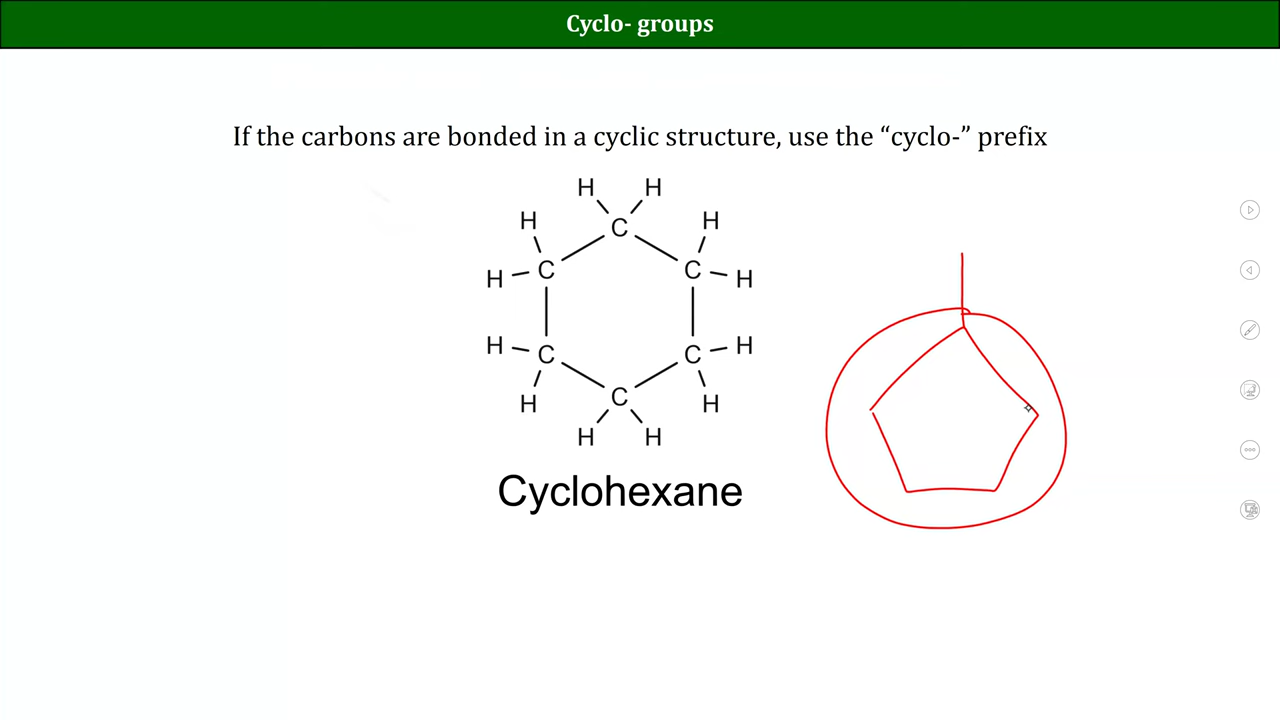 Cyclo- groups
If the carbons are bonded in a cyclic structure, use the “cyclo-” prefix
H H
H C H
H C C H
H C C H
H C H
H H
Cyclohexane